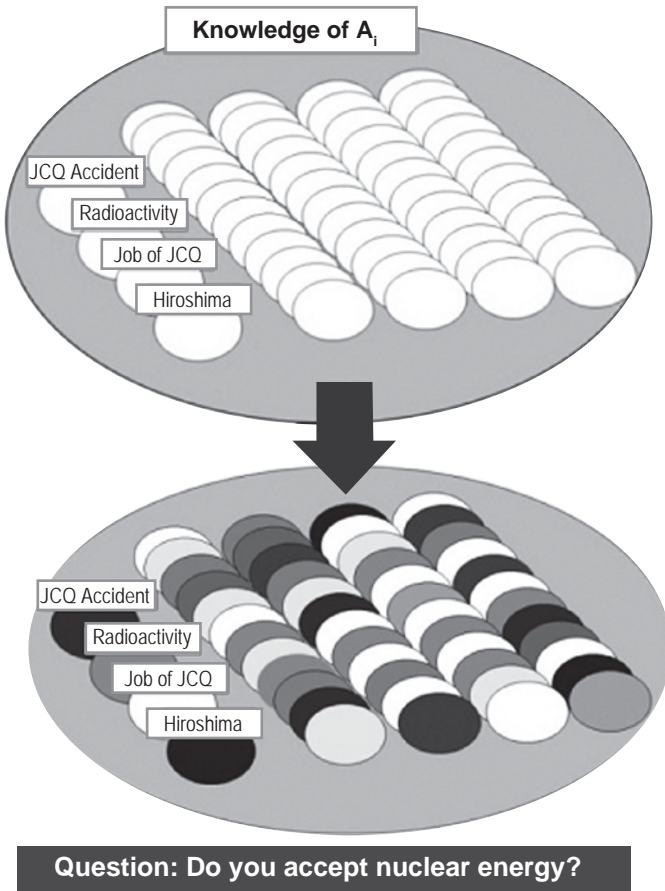 Knowledge of Ai
JCQ Accident
Radioactivity
Job of JCQ
Hiroshima
JCQ Accident
Radioactivity
Job of JCQ
Hiroshima
Question: Do you accept nuclear energy?